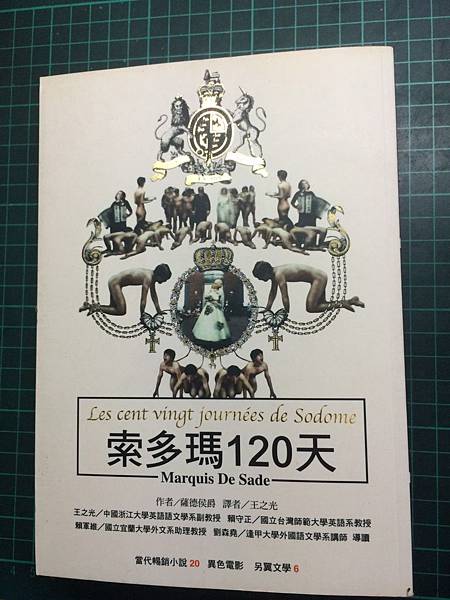 Les cent vingt journées de Sodome
索多瑪120天
Marquis De Sade
作者／薩德侯爵 譯者／王之光
王之光／中國浙江大學英語語文學系副教授 賴守正／國立台灣師範大學英語系教授
賴軍維／國立宜蘭大學外文系助理教授 劉森堯／逢甲大學外國語文學系講師 導讀
當代暢銷小說20 異色電影 另翼文學6